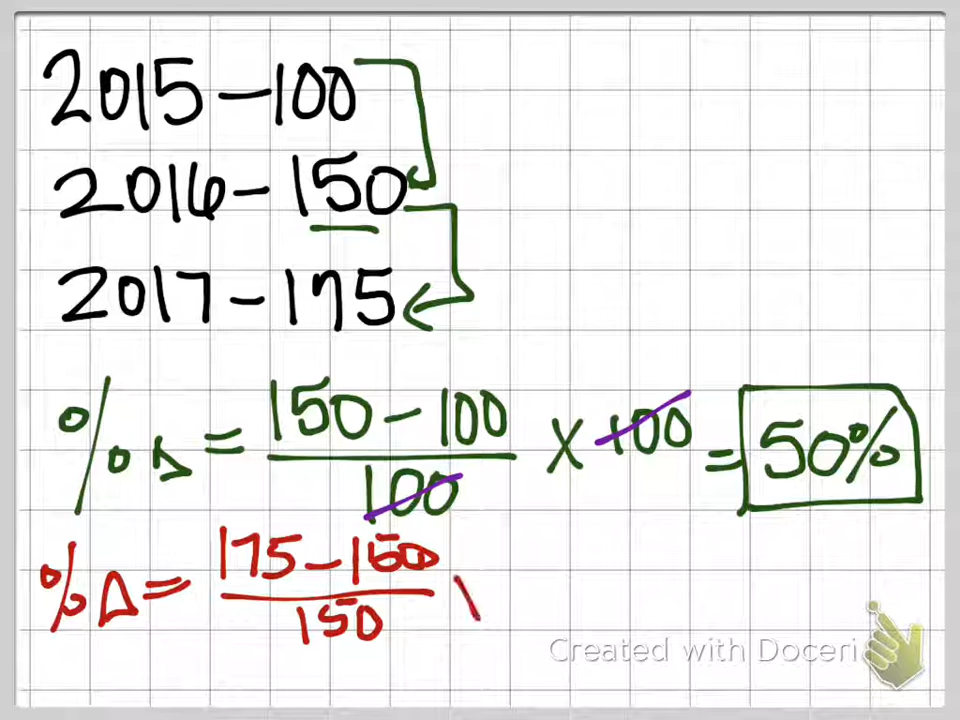 2015-100
2016-150
2017-175
%Δ = 150-100 / 100 X 100 = 50%
%Δ = 175-150 / 150 \
Created with Doceri